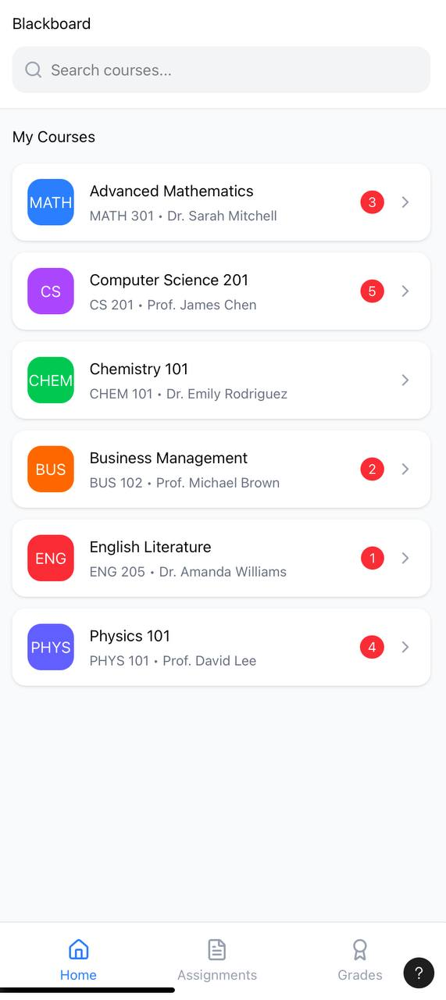 Blackboard
Search courses...
My Courses
MATH
Advanced Mathematics
MATH 301 • Dr. Sarah Mitchell
3
CS
Computer Science 201
CS 201 • Prof. James Chen
5
CHEM
Chemistry 101
CHEM 101 • Dr. Emily Rodriguez
BUS
Business Management
BUS 102 • Prof. Michael Brown
2
ENG
English Literature
ENG 205 • Dr. Amanda Williams
1
PHYS
Physics 101
PHYS 101 • Prof. David Lee
4
Home
Assignments
Grades
?